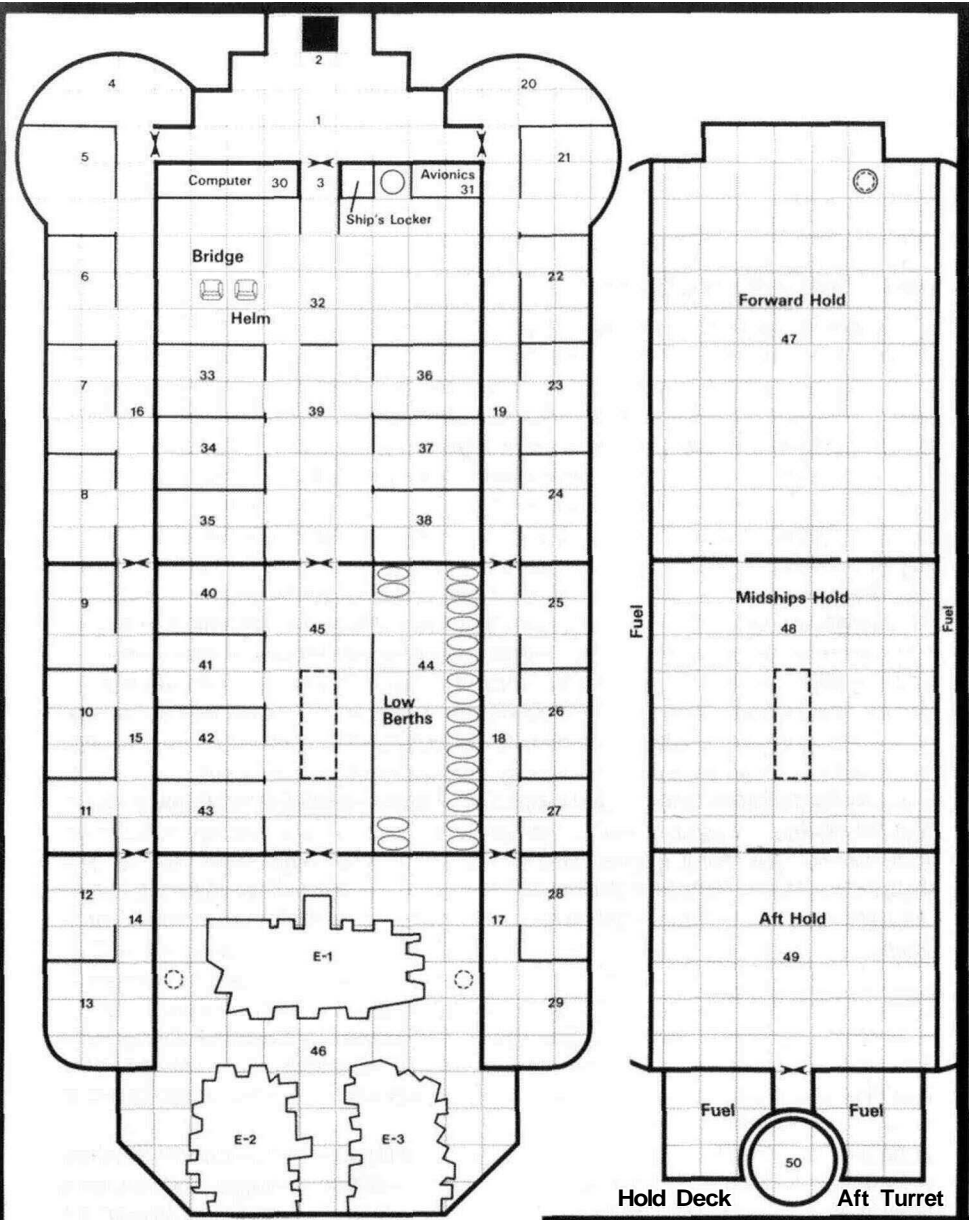 2
4
20
1
5
21
Computer 30
3
Avionics
31
Ship's Locker
Bridge
6
22
Helm
32
Forward Hold
47
33
36
7
23
16
39
19
34
37
8
24
35
38
9
40
25
Midships Hold
Fuel
45
48
Fuel
41
44
Low
Berths
10
42
26
15
18
11
43
27
12
28
14
17
Aft Hold
E-1
49
13
29
46
Fuel
Fuel
E-2
E-3
50
Hold Deck
Aft Turret